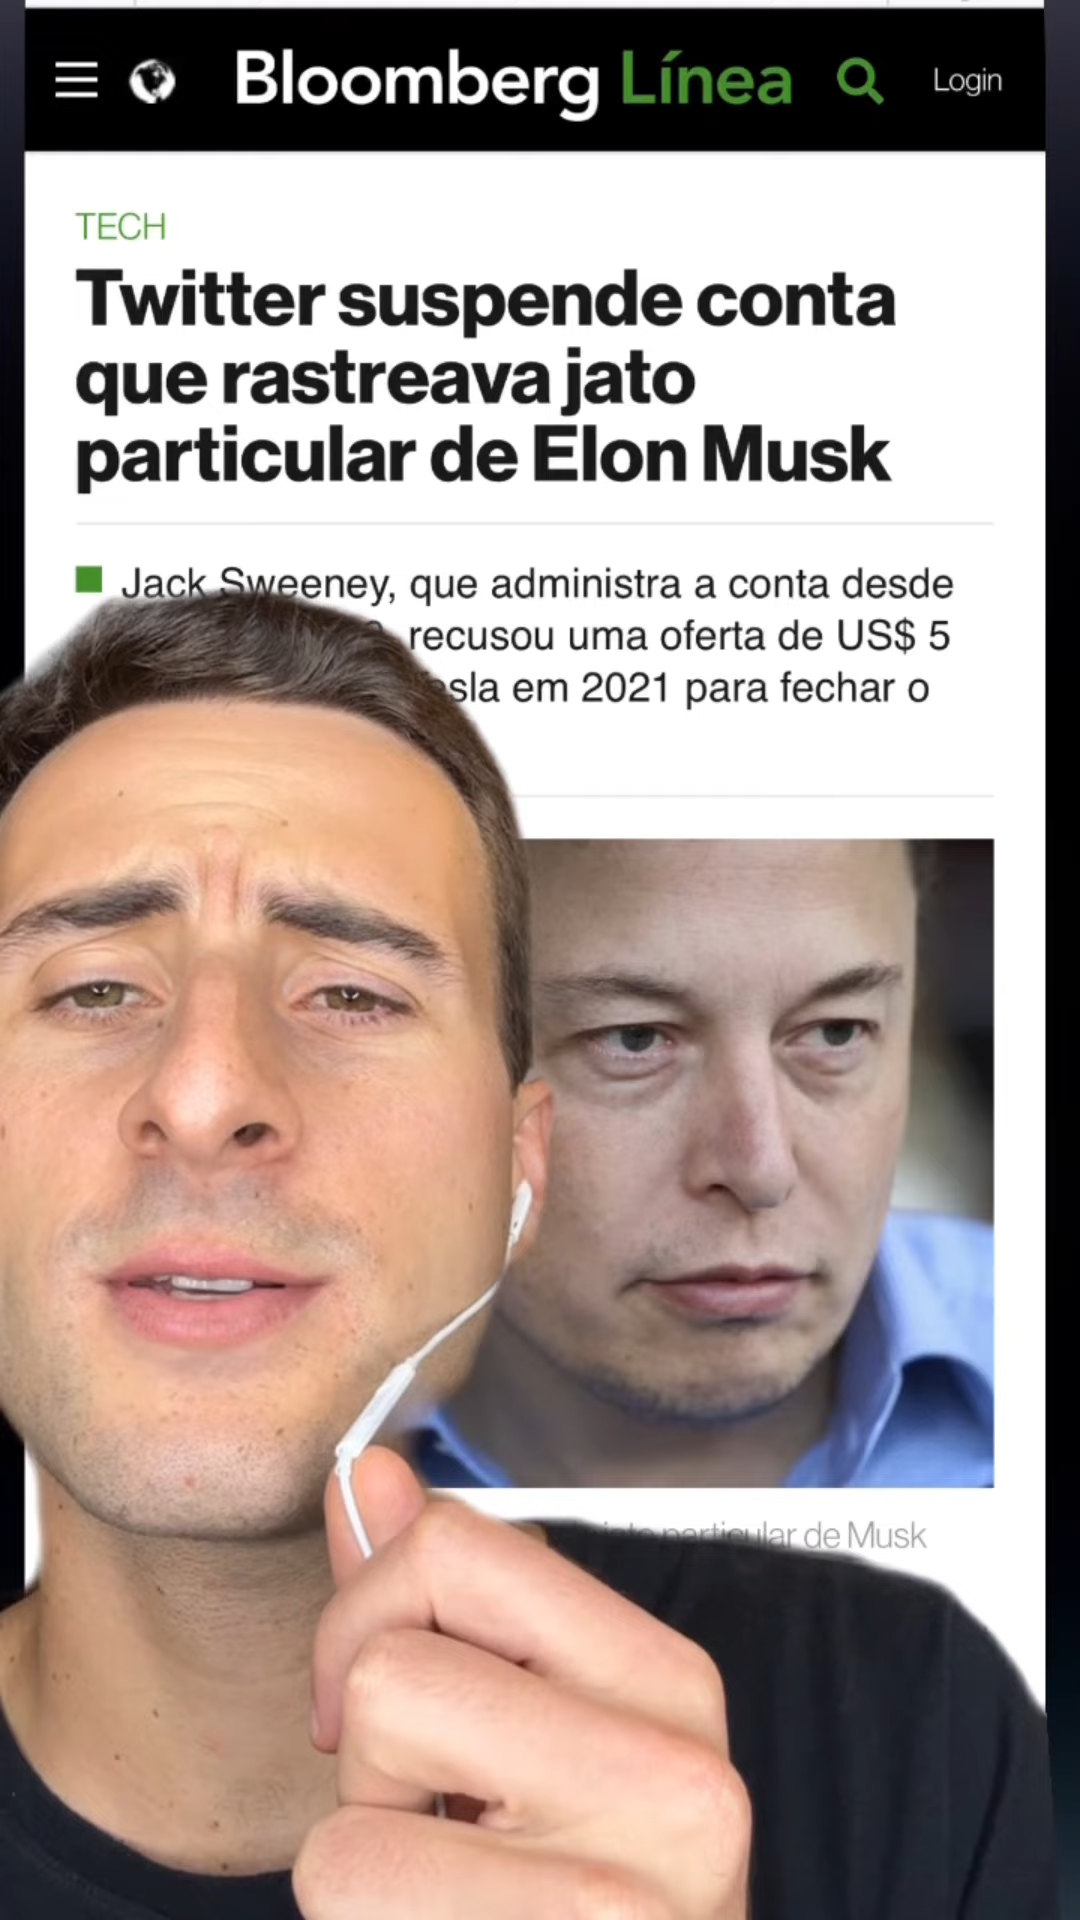 Bloomberg Línea
Login
TECH
Twitter suspende conta
que rastreava jato
particular de Elon Musk
Jack Sweeney, que administra a conta desde
recusou uma oferta de US$ 5
em 2021 para fechar o
particular de Musk